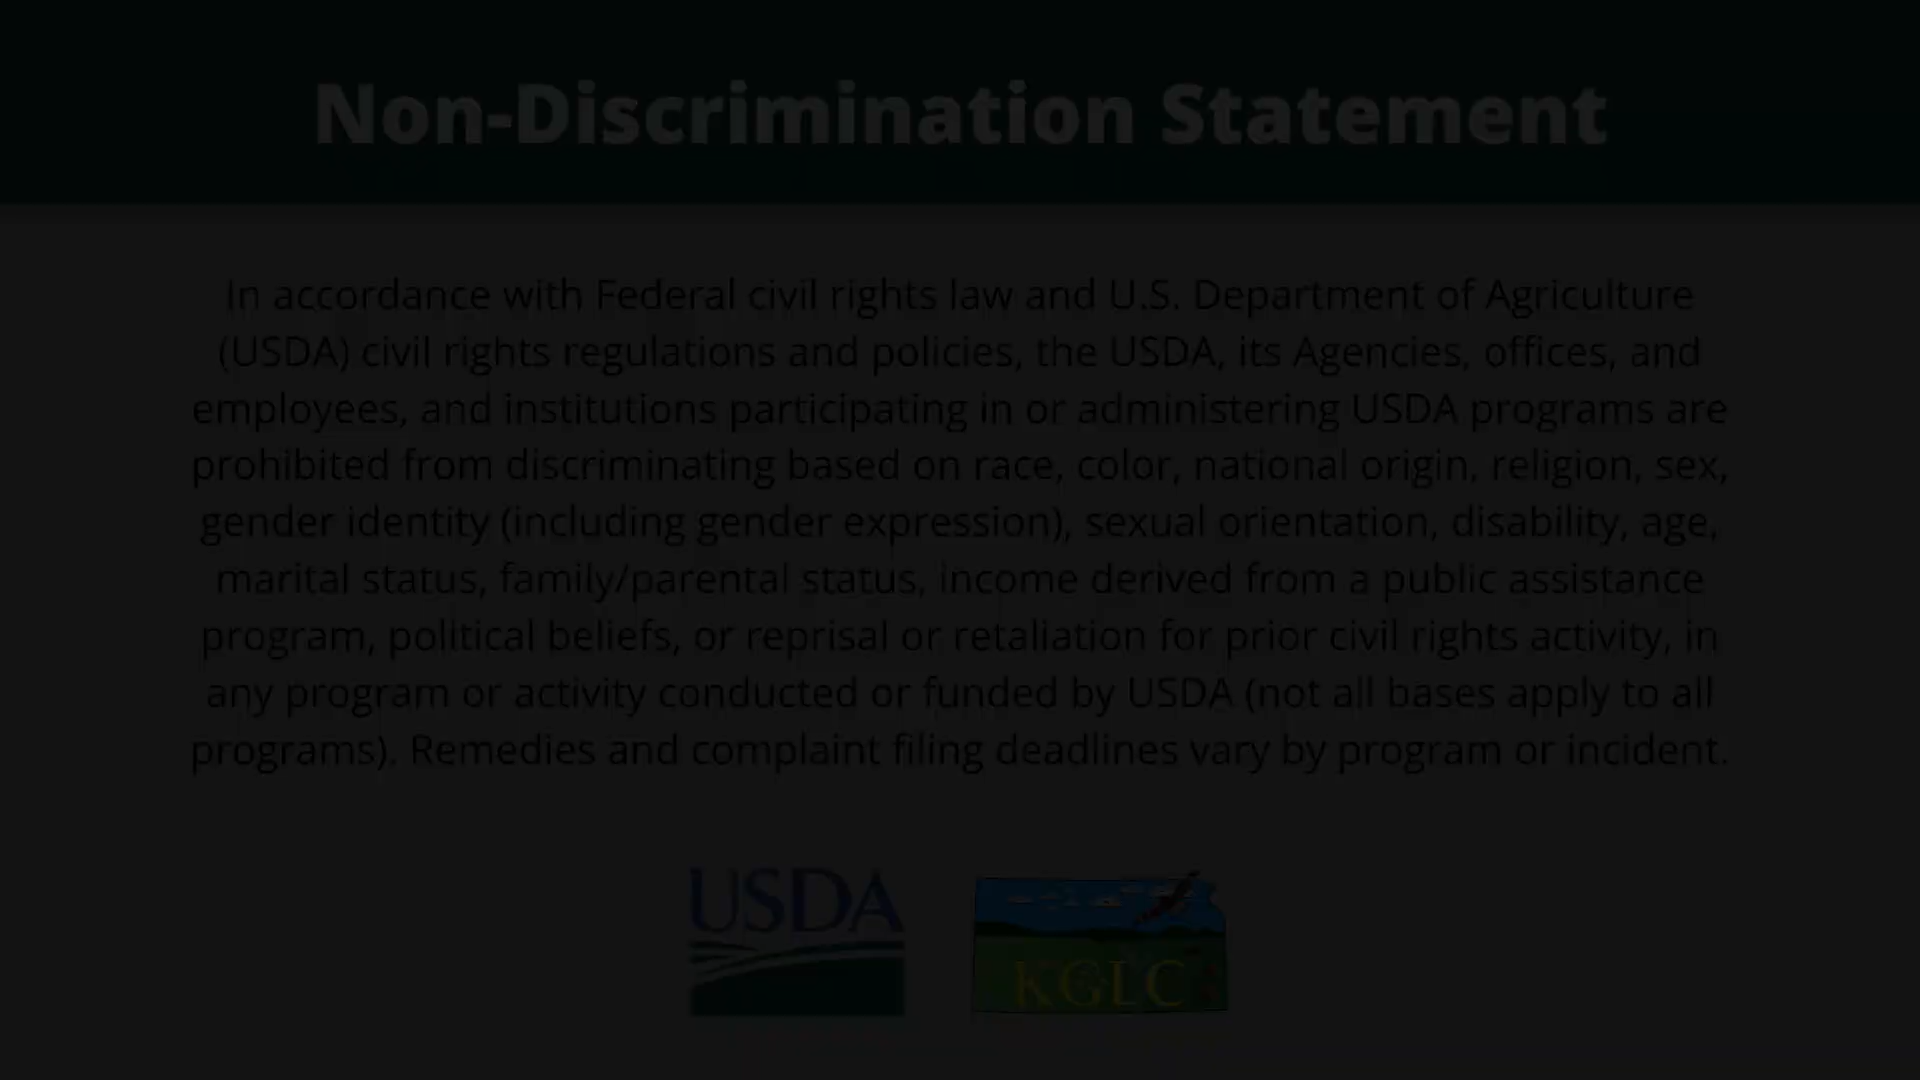 Non-Discrimination Statement
In accordance with Federal civil rights law and U.S. Department of Agriculture
(USDA) civil rights regulations and policies, the USDA, its Agencies, offices, and
employees, and institutions participating in or administering USDA programs are
prohibited from discriminating based on race, color, national origin, religion, sex,
gender identity (including gender expression), sexual orientation, disability, age,
marital status, family/parental status, income derived from a public assistance
program, political beliefs, or reprisal or retaliation for prior civil rights activity, in
any program or activity conducted or funded by USDA (not all bases apply to all
programs). Remedies and complaint filing deadlines vary by program or incident.
USDA
KGLC